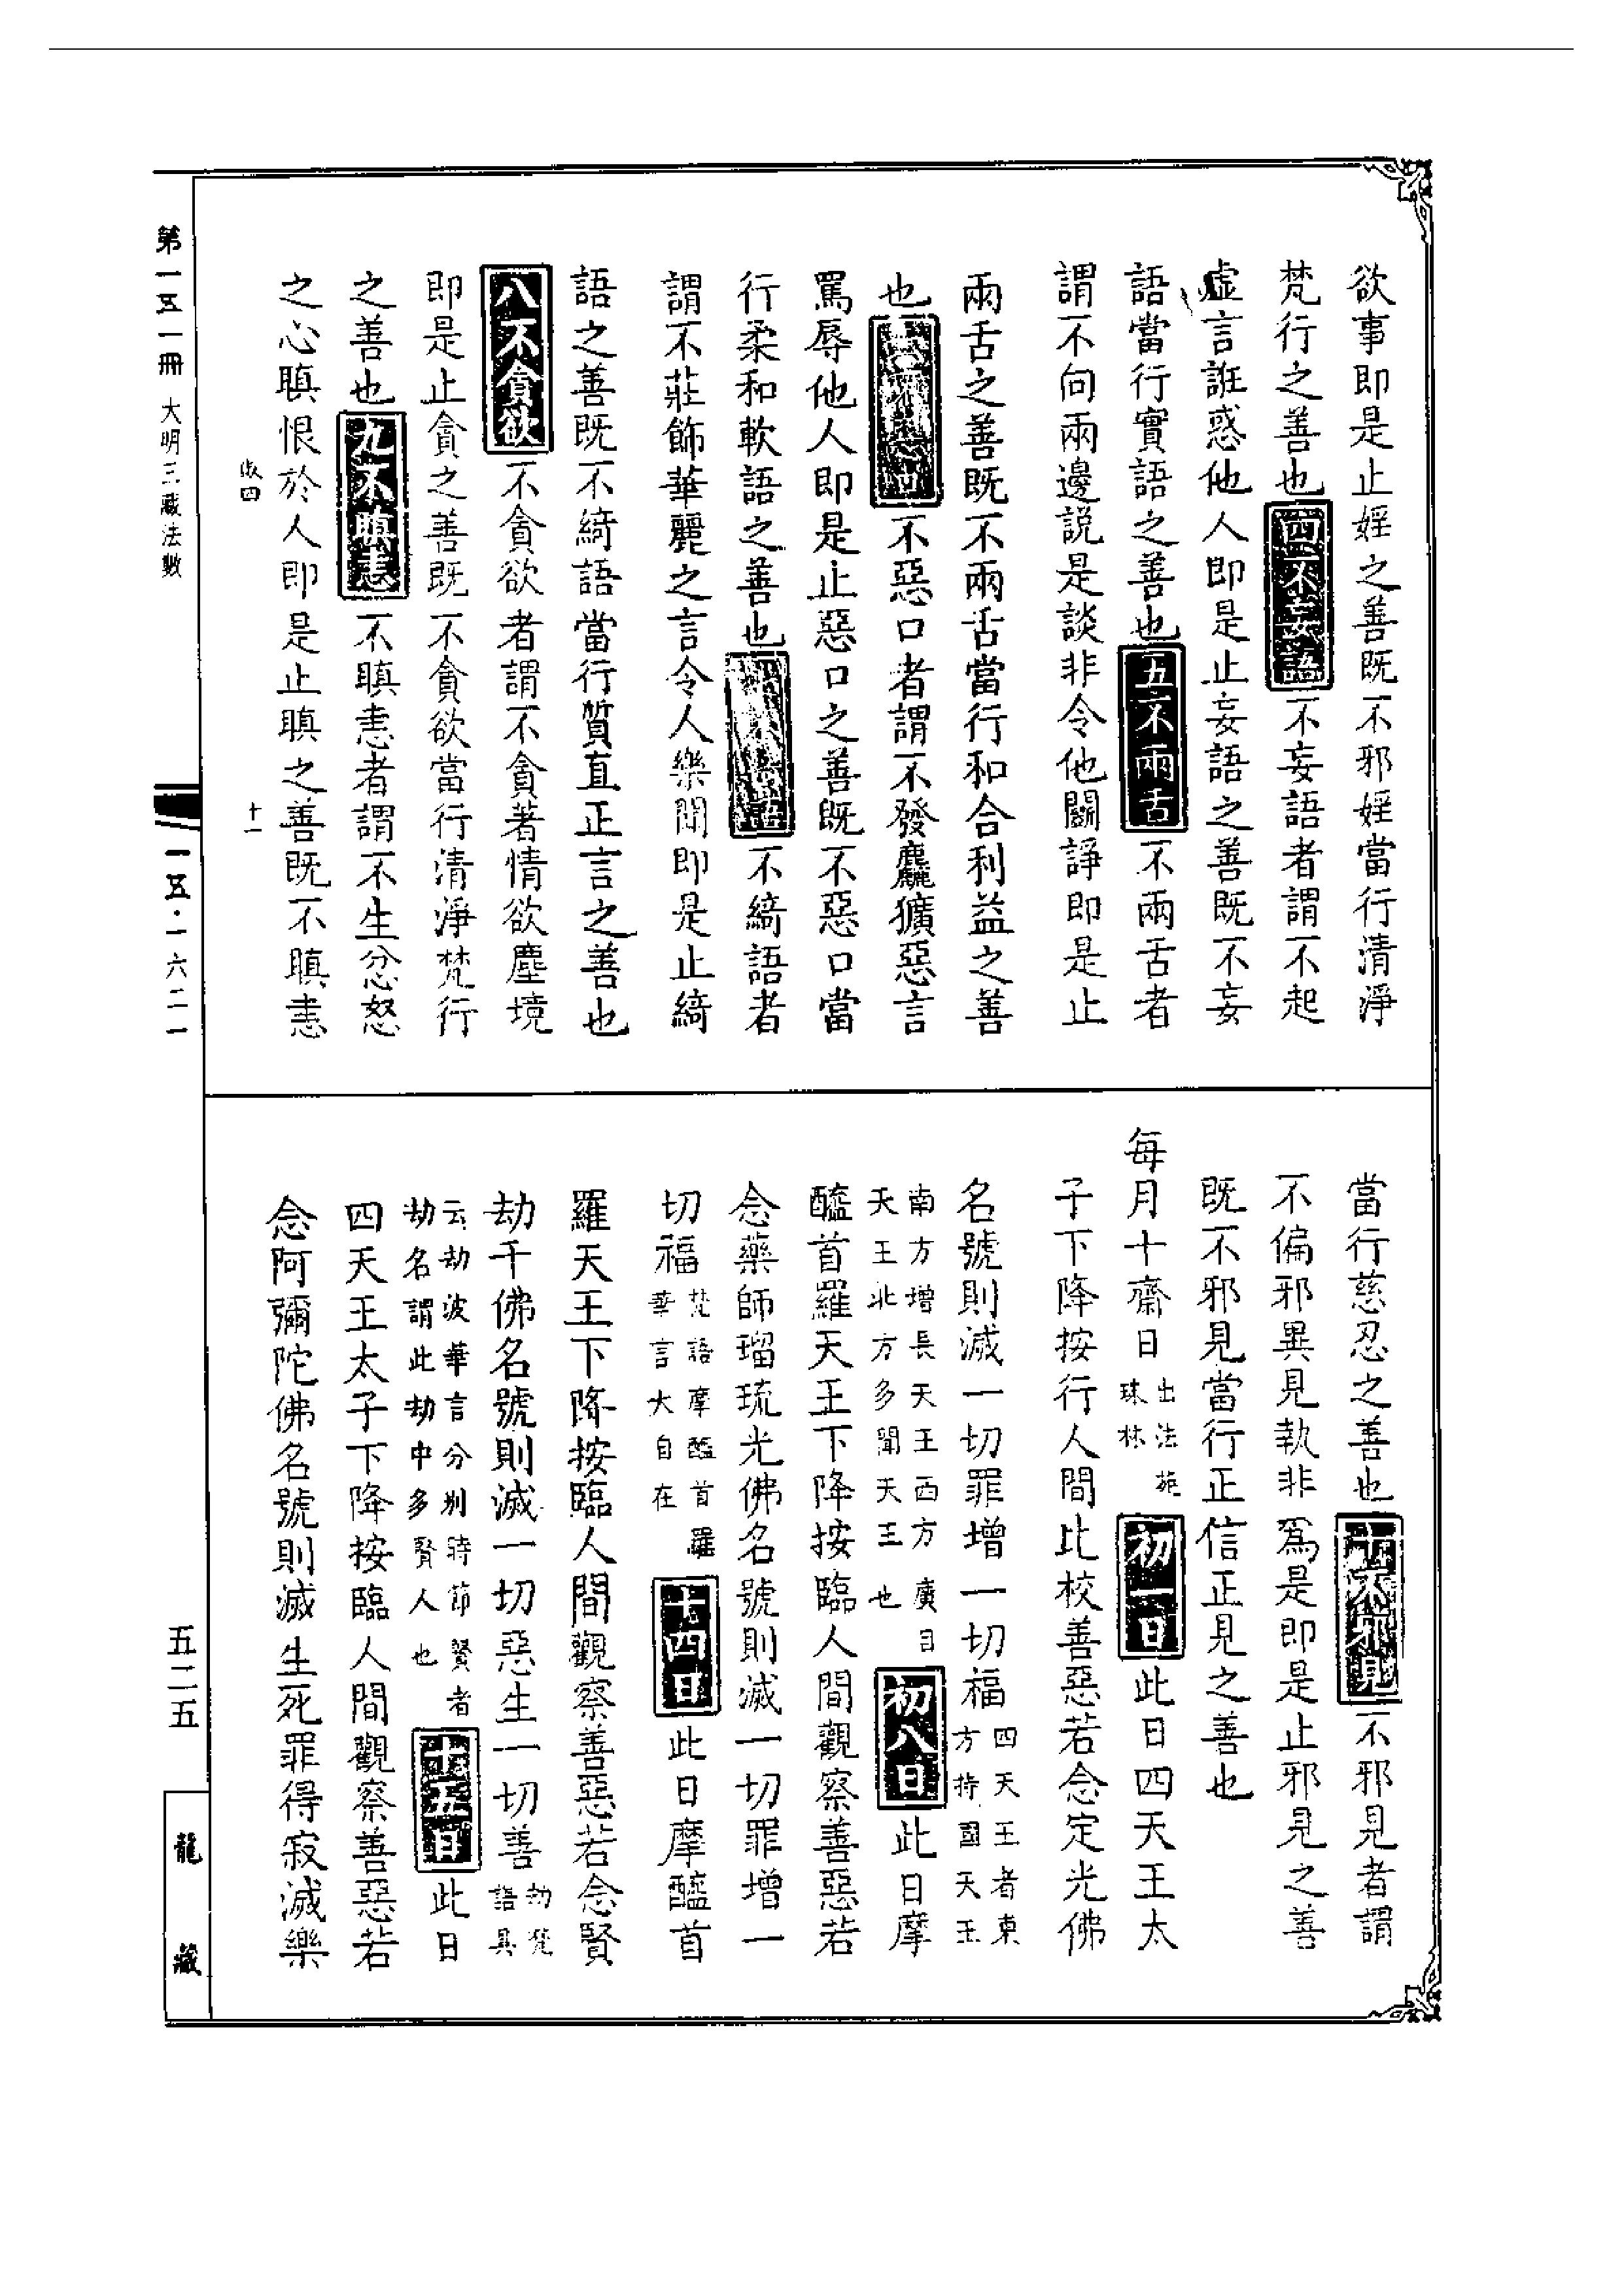 欲事即是止婬之善既不邪婬當行清淨
梵行之善也四不妄語不妄語者謂不起
虛言誑惑他人即是止妄語之善既不妄
語當行實語之善也五不兩舌不兩舌者
謂不向兩邊說是談非令他鬬諍即是止
兩舌之善既不兩舌當行和合利益之善
也六不惡口不惡口者謂不發麤獷惡言
罵辱他人即是止惡口之善既不惡口當
行柔和軟語之善也七不綺語不綺語者
謂不莊飾華麗之言令人樂聞即是止綺
語之善既不綺語當行質直正言之善也
八不貪欲不貪欲者謂不貪著情欲塵境
即是止貪之善既不貪欲當行清淨梵行
之善也九不瞋恚不瞋恚者謂不生忿怒
之心瞋恨於人即是止瞋之善既不瞋恚
當行慈忍之善也十不邪見不邪見者謂
不偏邪異見執非為是即是止邪見之善
既不邪見當行正信正見之善也
每月十齋日出法苑珠林初一日此日四天王太
子下降按行人間比校善惡若念定光佛
名號則滅一切罪增一切福四天王者東方持國天王
南方增長天王西方廣目天王北方多聞天王也初八日此日摩
醯首羅天王下降按臨人間觀察善惡若
念藥師瑠琉光佛名號則滅一切罪增一
切福梵語摩醯首羅華言大自在十四日此日摩醯首
羅天王下降按臨人間觀察善惡若念賢
劫千佛名號則滅一切惡生一切善劫梵語具
云劫波華言分別時節賢者劫名謂此劫中多賢人也十五日此日
四天王太子下降按臨人間觀察善惡若
念阿彌陀佛名號則滅生死罪得寂滅樂
第一五一冊 大明三藏法數
四
十一
一五·一六二一
五二五
龍藏